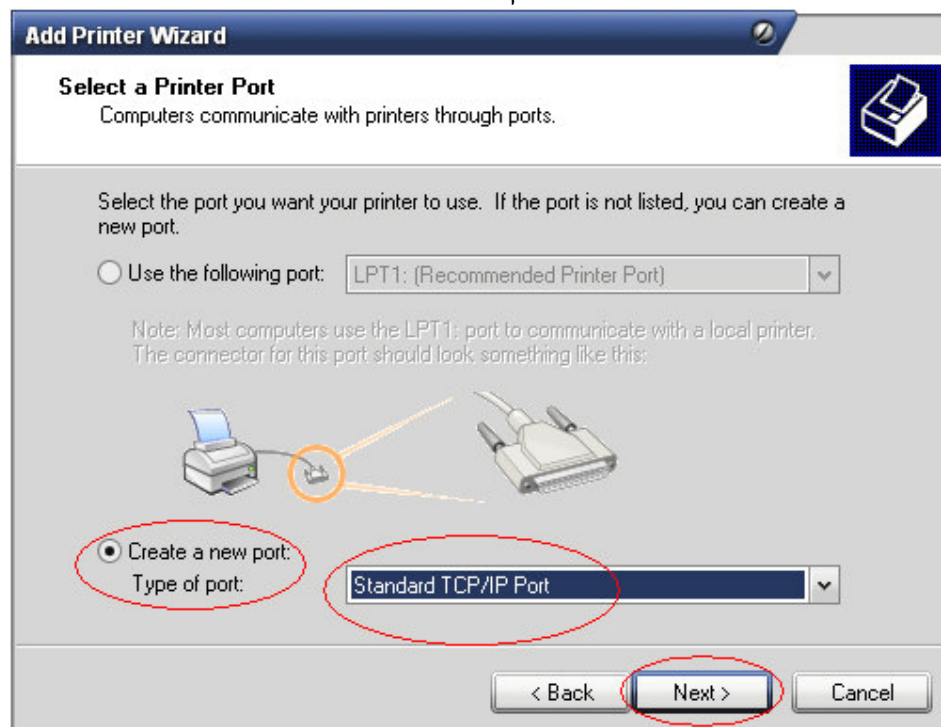 Add Printer Wizard
Select a Printer Port
Computers communicate with printers through ports.
Select the port you want your printer to use. If the port is not listed, you can create a
new port.
Use the following port: LPT1: (Recommended Printer Port)
Note: Most computers use the LPT1: port to communicate with a local printer.
The connector for this port should look something like this:
Create a new port:
Type of port: Standard TCP/IP Port
< Back Next > Cancel